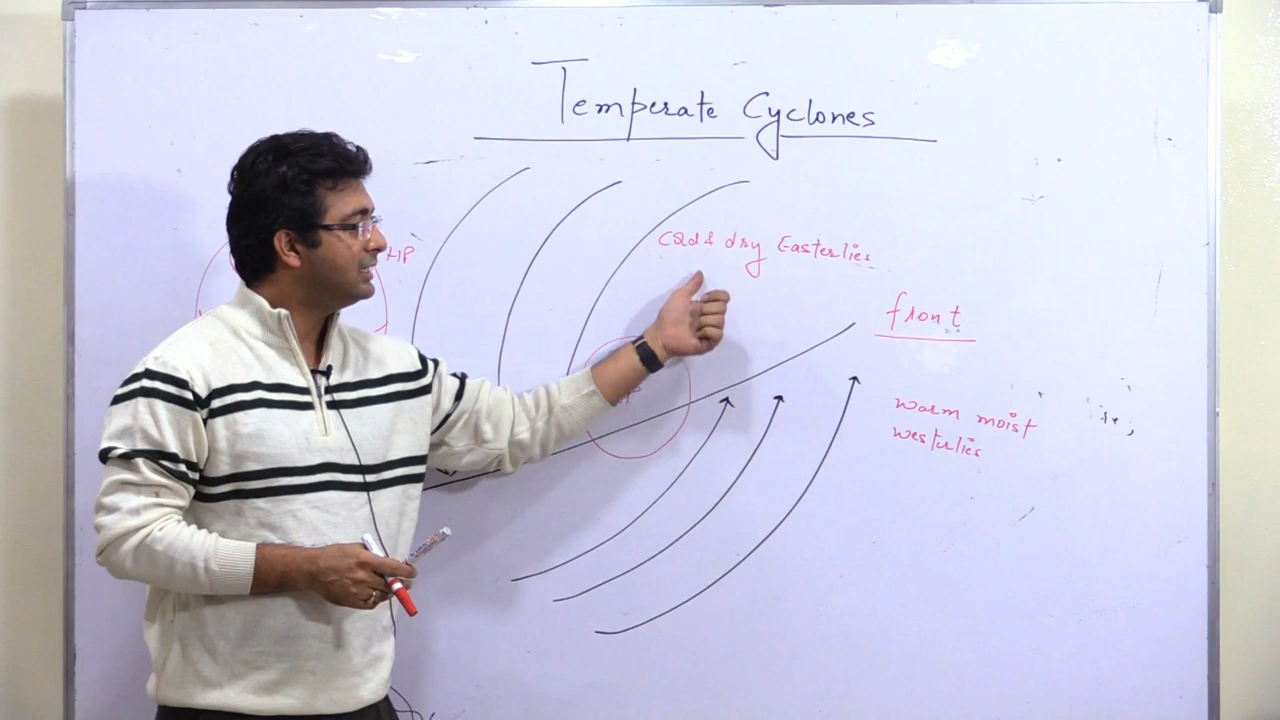 Temperate Cyclones
HP
cold & dry Easterlies
front
warm moist
westerlies